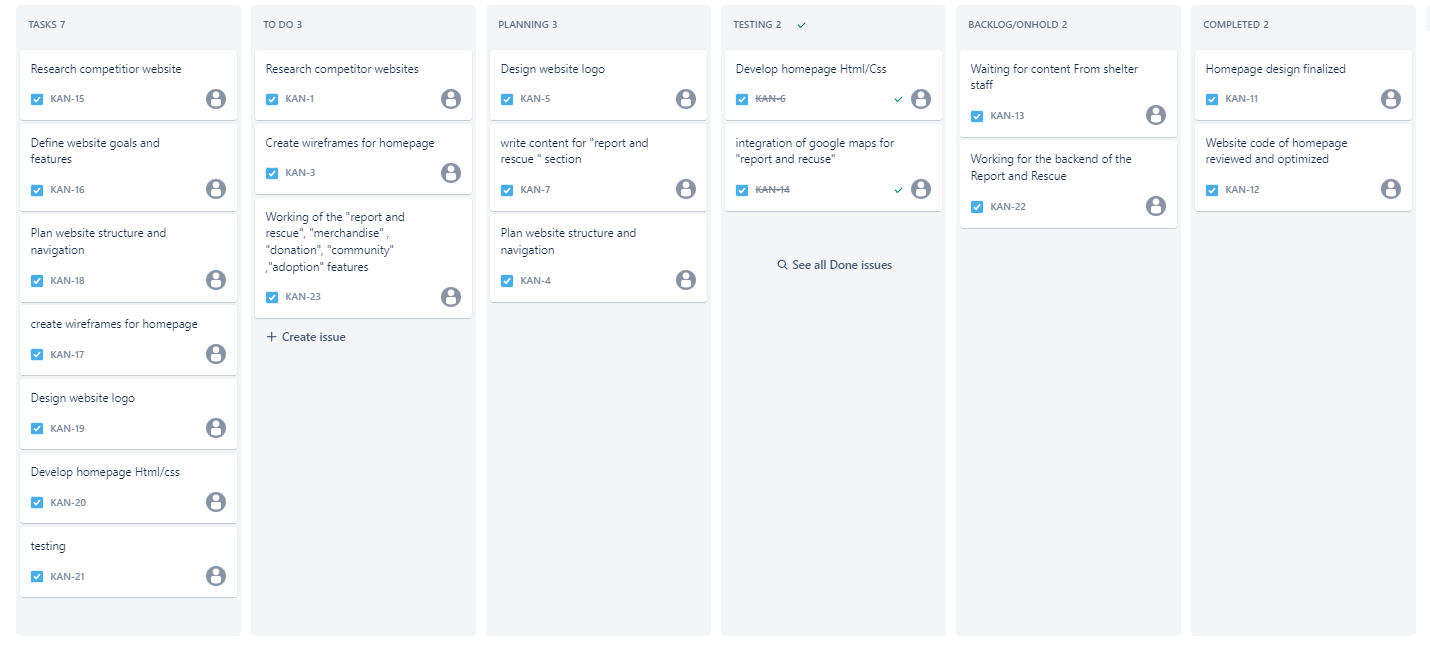 TASKS 7
Research competitior website
KAN-15
Define website goals and
features
KAN-16
Plan website structure and
navigation
KAN-18
create wireframes for homepage
KAN-17
Design website logo
KAN-19
Develop homepage Html/css
KAN-20
testing
KAN-21
TO DO 3
Research competitor websites
KAN-1
Create wireframes for homepage
KAN-3
Working of the "report and
rescue", "merchandise" ,
"donation", "community"
,"adoption" features
KAN-23
+ Create issue
PLANNING 3
Design website logo
KAN-5
write content for "report and
rescue " section
KAN-7
Plan website structure and
navigation
KAN-4
TESTING 2
Develop homepage Html/Css
KAN-6
integration of google maps for
"report and recuse"
KAN-14
See all Done issues
BACKLOG/ONHOLD 2
Waiting for content From shelter
staff
KAN-13
Working for the backend of the
Report and Rescue
KAN-22
COMPLETED 2
Homepage design finalized
KAN-11
Website code of homepage
reviewed and optimized
KAN-12